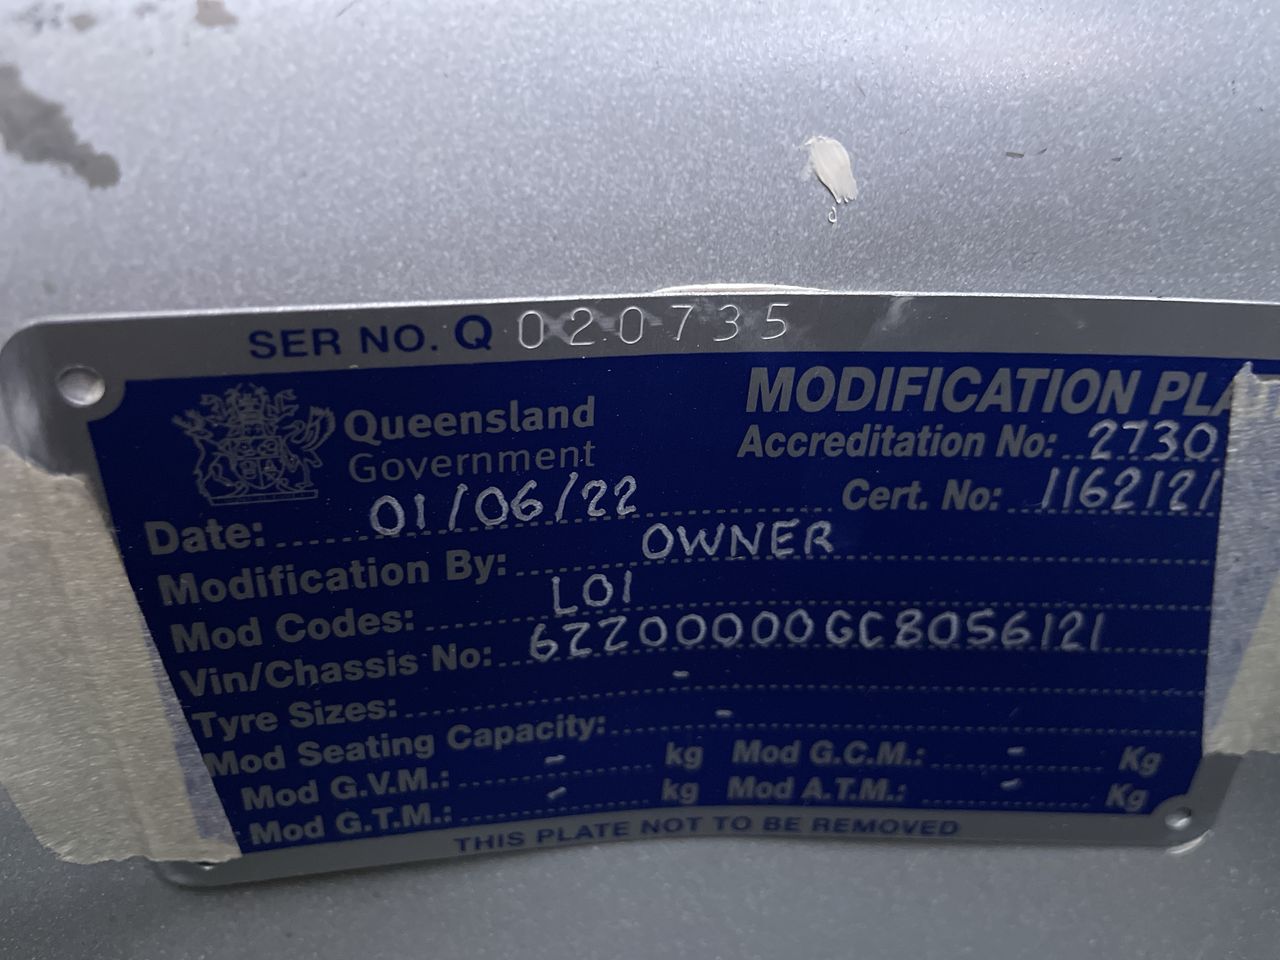 SER NO. Q 020735
Queensland
Government
MODIFICATION PLA
Accreditation No: 2730
Cert. No: 1162121
Date: 01/06/22
Modification By: OWNER
Mod Codes: LO1
Vin/Chassis No: 6ZZ00000GC8056121
Tyre Sizes: -
Mod Seating Capacity: -
Mod G.V.M.: - kg Mod G.C.M.: - Kg
Mod G.T.M.: - kg Mod A.T.M.: - Kg
THIS PLATE NOT TO BE REMOVED